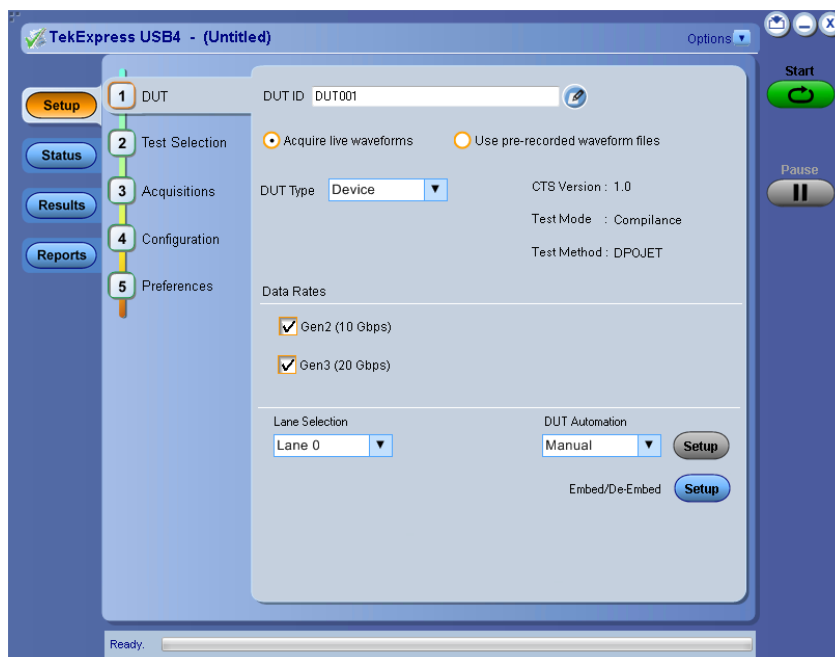 TekExpress USB4 - (Untitled)
Options
X
Start
Setup
1 DUT
DUT ID DUT001
Status
2 Test Selection
Acquire live waveforms
Use pre-recorded waveform files
Pause
Results
3 Acquisitions
DUT Type Device
CTS Version : 1.0
Test Mode : Compilance
4 Configuration
Reports
Test Method : DPOJET
5 Preferences
Data Rates
Gen2 (10 Gbps)
Gen3 (20 Gbps)
Lane Selection
DUT Automation
Lane 0
Manual
Setup
Embed/De-Embed
Setup
Ready.